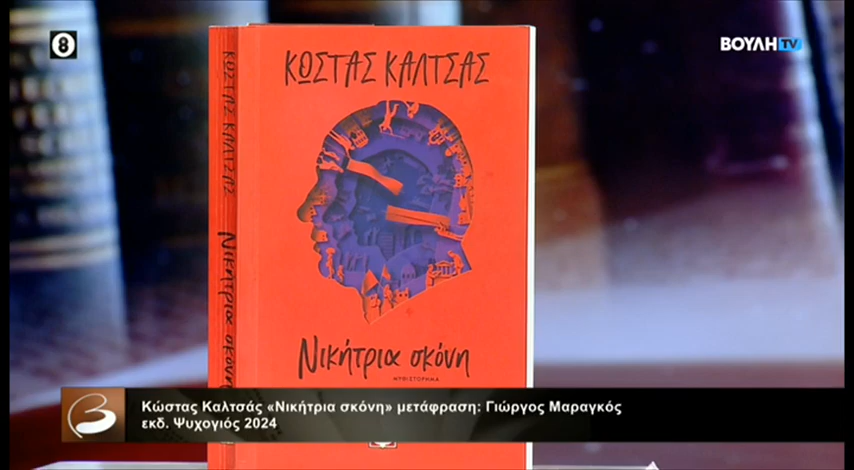 8
ΒΟΥΛΗ TV
ΚΩΣΤΑΣ ΚΑΛΤΣΑΣ
ΚΩΣΤΑΣ ΚΑΛΤΣΑΣ
Νικήτρια σκόνη
Νικήτρια σκόνη
ΜΥΘΙΣΤΟΡΗΜΑ
Κώστας Καλτσάς «Νικήτρια σκόνη» μετάφραση: Γιώργος Μαραγκός
εκδ. Ψυχογιός 2024